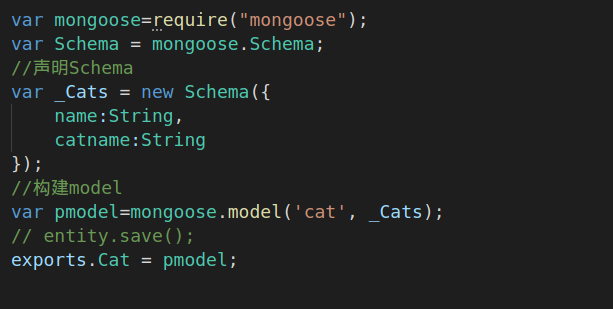 var mongoose=require("mongoose");
var Schema = mongoose.Schema;
//声明Schema
var _Cats = new Schema({
    name:String,
    catname:String
});
//构建model
var pmodel=mongoose.model('cat', _Cats);
// entity.save();
exports.Cat = pmodel;